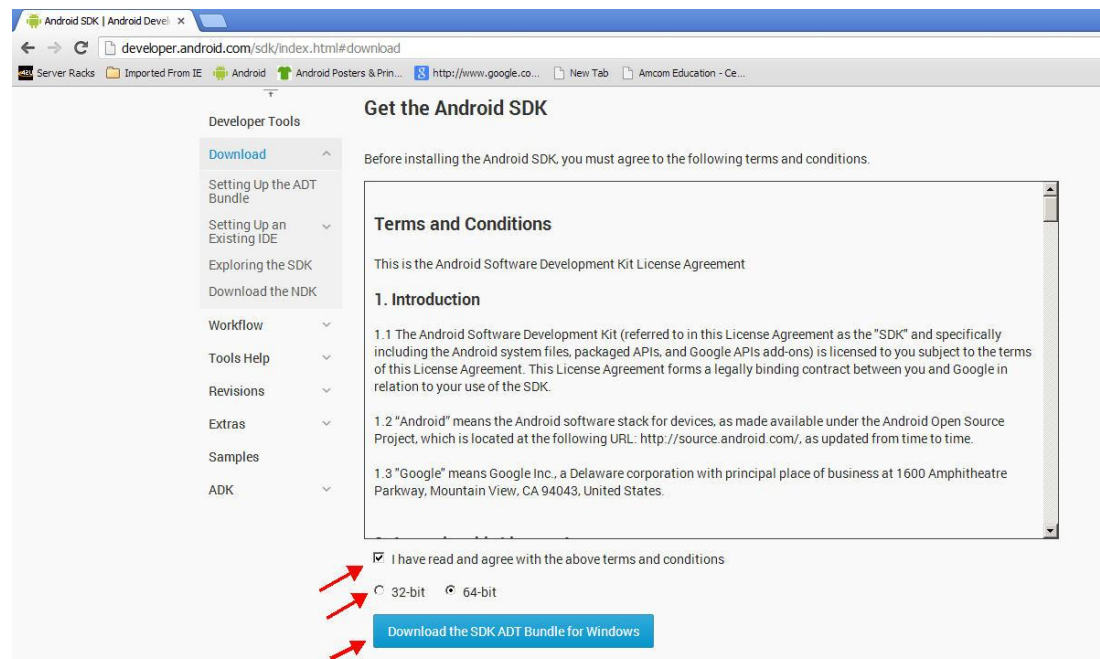 Android SDK | Android Devel
developer.android.com/sdk/index.html#download
Server Racks Imported From IE Android Android Posters & Prin... http://www.google.co... New Tab Amcom Education - Ce...
Developer Tools
Download
Setting Up the ADT
Bundle
Setting Up an
Existing IDE
Exploring the SDK
Download the NDK
Workflow
Tools Help
Revisions
Extras
Samples
ADK
Get the Android SDK
Before installing the Android SDK, you must agree to the following terms and conditions.
Terms and Conditions
This is the Android Software Development Kit License Agreement
1. Introduction
1.1 The Android Software Development Kit (referred to in this License Agreement as the "SDK" and specifically
including the Android system files, packaged APIs, and Google APIs add-ons) is licensed to you subject to the terms
of this License Agreement. This License Agreement forms a legally binding contract between you and Google in
relation to your use of the SDK.
1.2 "Android" means the Android software stack for devices, as made available under the Android Open Source
Project, which is located at the following URL: http://source.android.com/, as updated from time to time.
1.3 "Google" means Google Inc., a Delaware corporation with principal place of business at 1600 Amphitheatre
Parkway, Mountain View, CA 94043, United States.
I have read and agree with the above terms and conditions
32-bit 64-bit
Download the SDK ADT Bundle for Windows